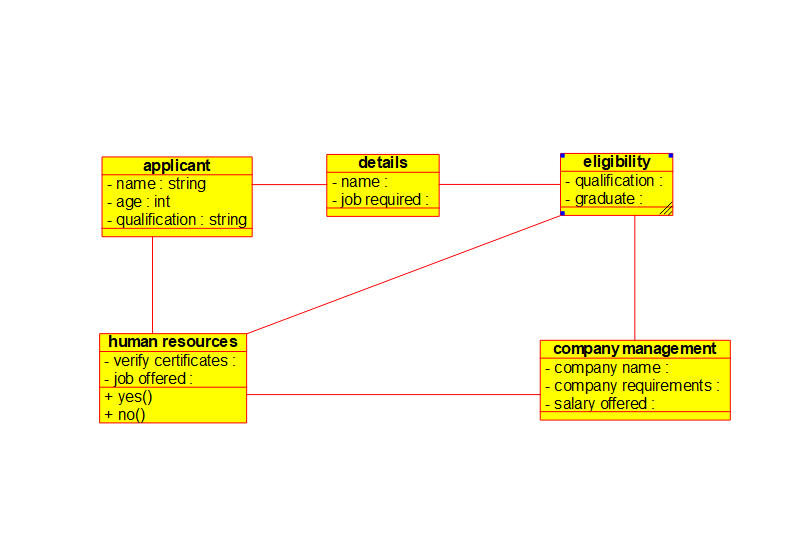 applicant
- name : string
- age : int
- qualification : string
details
- name :
- job required :
eligibility
- qualification :
- graduate :
human resources
- verify certificates :
- job offered :
+ yes()
+ no()
company management
- company name :
- company requirements :
- salary offered :